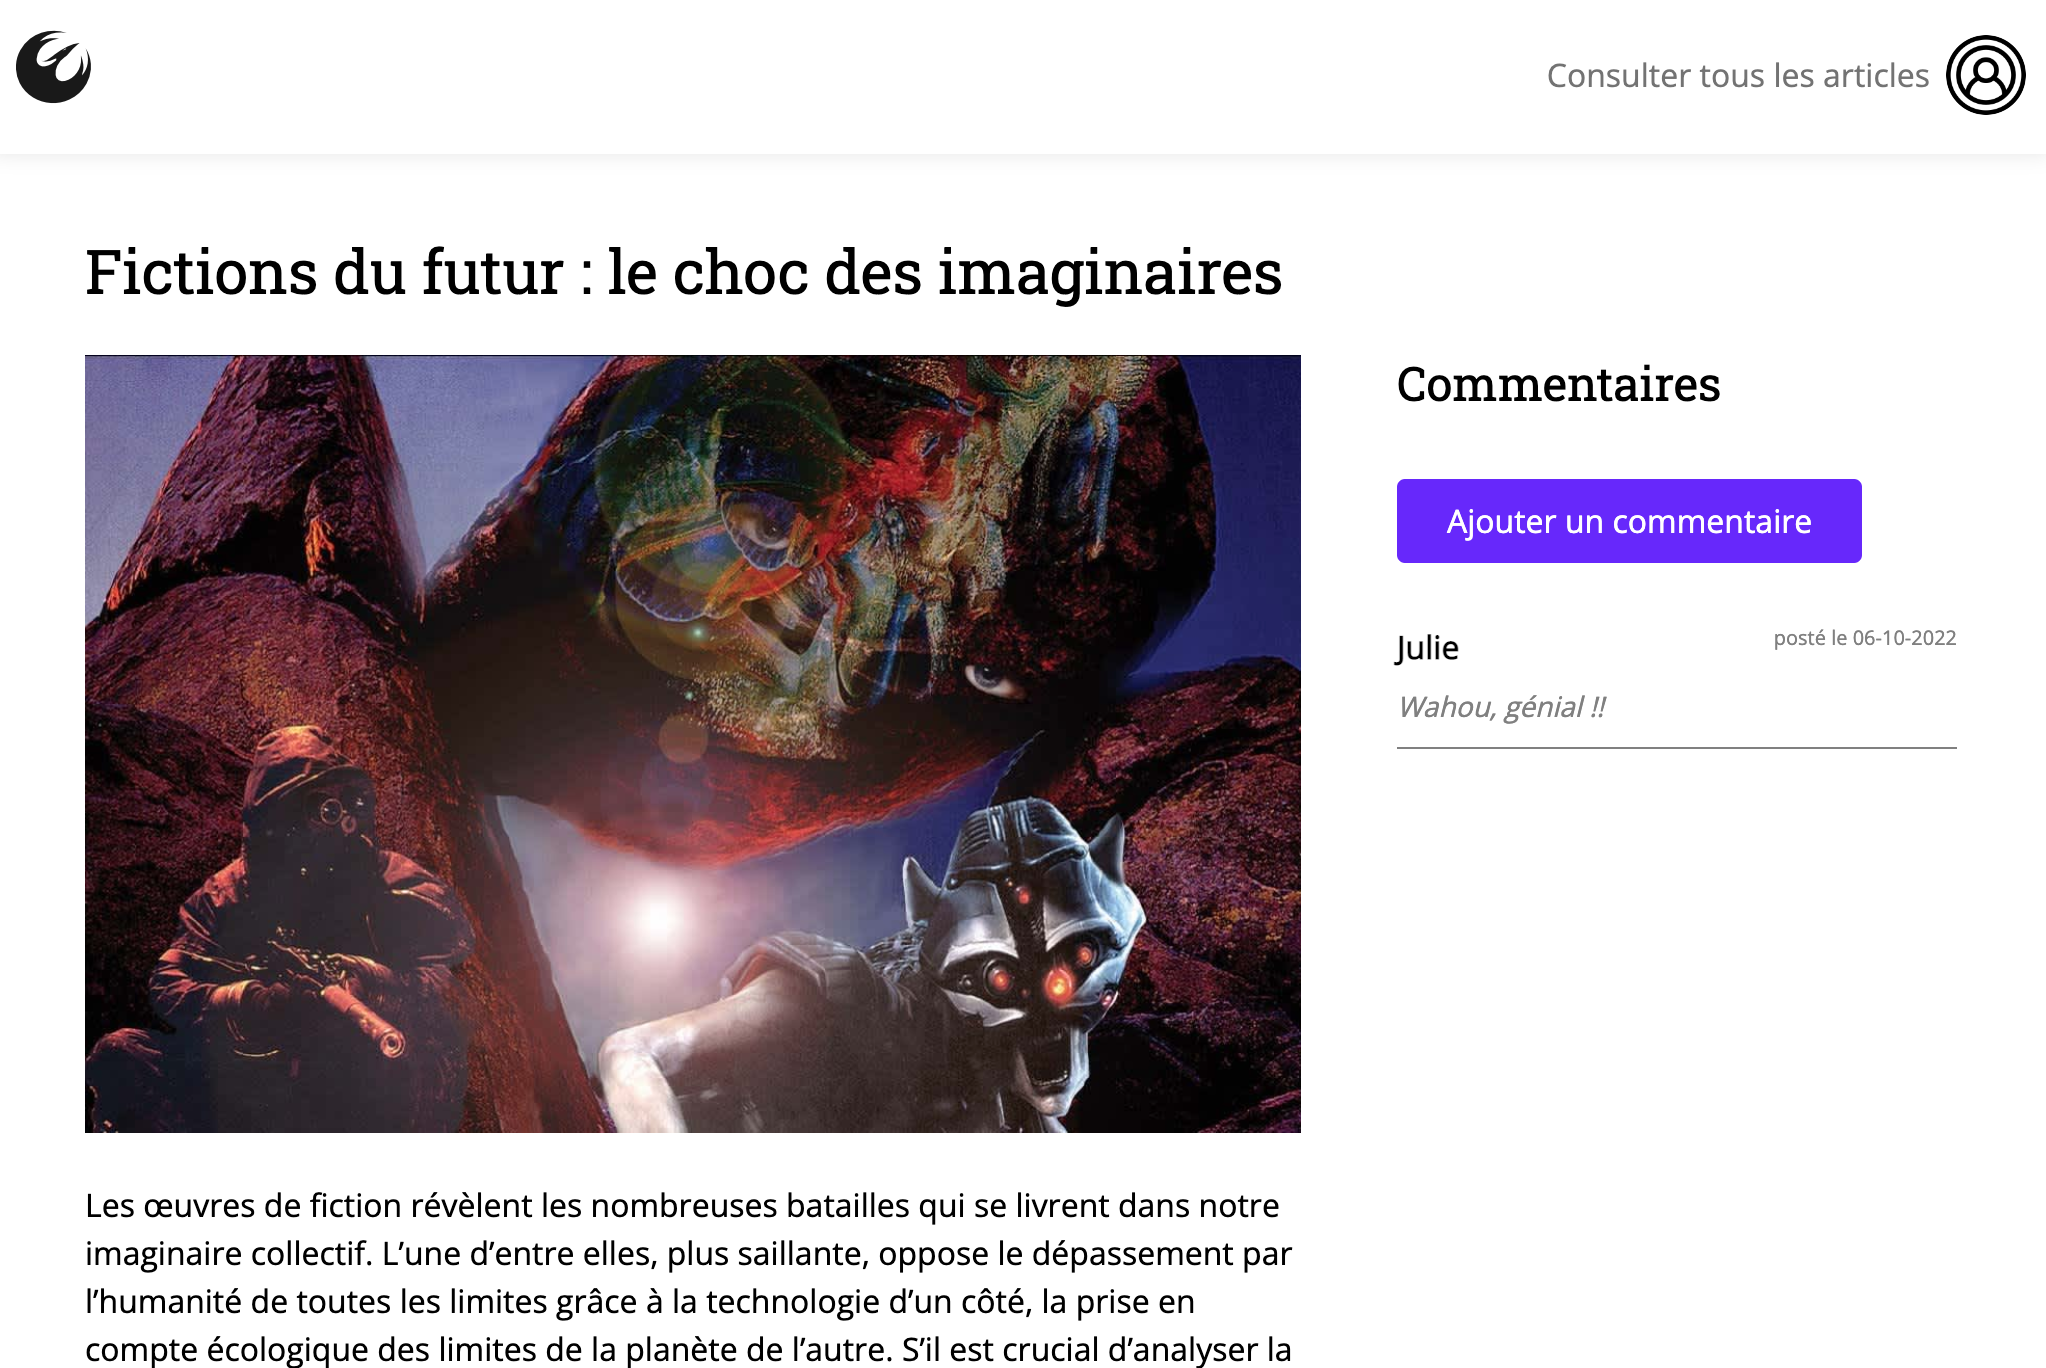 Consulter tous les articles
Fictions du futur : le choc des imaginaires
Commentaires
Ajouter un commentaire
Julie
posté le 06-10-2022
Wahou, génial !!
Les œuvres de fiction révèlent les nombreuses batailles qui se livrent dans notre
imaginaire collectif. L’une d’entre elles, plus saillante, oppose le dépassement par
l’humanité de toutes les limites grâce à la technologie d’un côté, la prise en
compte écologique des limites de la planète de l’autre. S’il est crucial d’analyser la